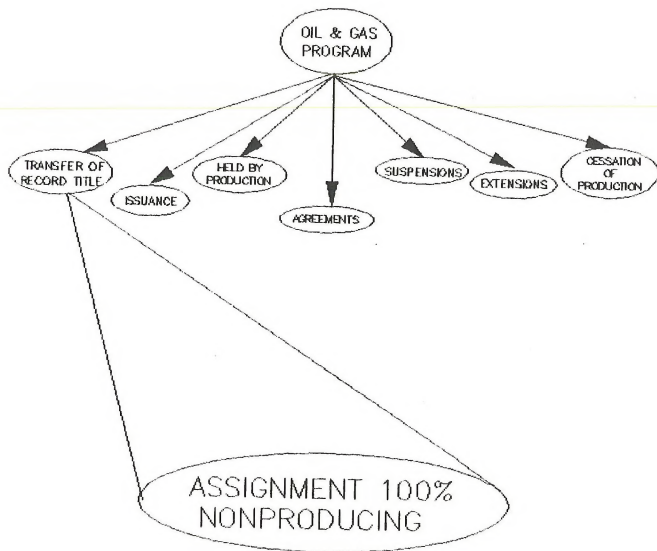 OIL & GAS
PROGRAM
TRANSFER OF
RECORD TITLE
ISSUANCE
HELD BY
PRODUCTION
AGREEMENTS
SUSPENSIONS
EXTENSIONS
CESSATION
OF
PRODUCTION
ASSIGNMENT 100%
NONPRODUCING